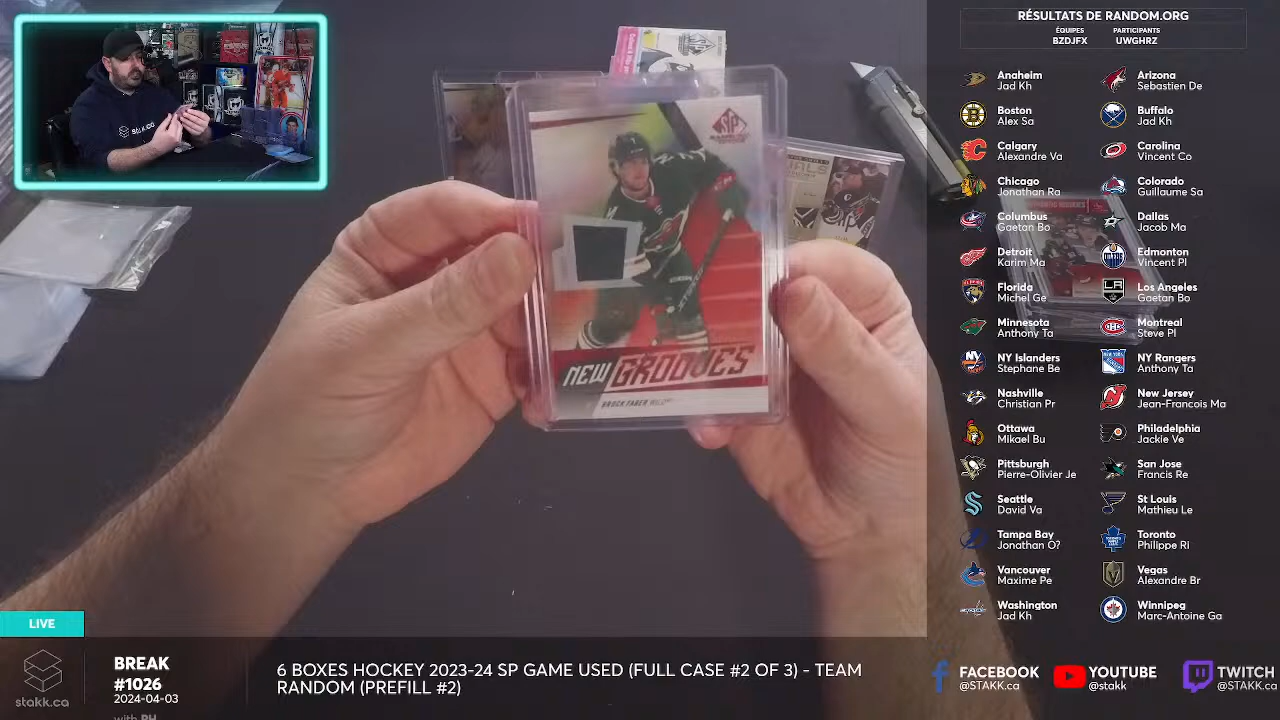 RÉSULTATS DE RANDOM.ORG
ÉQUIPES
BZDJFX
PARTICIPANTS
UWGHRZ
Anaheim
Jad Kh
Arizona
Sebastien De
Boston
Alex Sa
Buffalo
Jad Kh
Calgary
Alexandre Va
Carolina
Vincent Co
Chicago
Jonathan Ra
Colorado
Guillaume Sa
Columbus
Gaetan Bo
Dallas
Jacob Ma
Detroit
Karim Ma
Edmonton
Vincent Pl
Florida
Michel Ge
Los Angeles
Gaetan Bo
Minnesota
Anthony Ta
Montreal
Steve Pl
NY Islanders
Stephane Be
NY Rangers
Anthony Ta
Nashville
Christian Pr
New Jersey
Jean-Francois Ma
Ottawa
Mikael Bu
Philadelphia
Jackie Ve
Pittsburgh
Pierre-Olivier Je
San Jose
Francis Re
Seattle
David Va
St Louis
Mathieu Le
Tampa Bay
Jonathan O?
Toronto
Philippe Ri
Vancouver
Maxime Pe
Vegas
Alexandre Br
Washington
Jad Kh
Winnipeg
Marc-Antoine Ga
stakk.ca
SP
NEW GROOVES
BROCK FABER
LIVE
stakk.ca
BREAK
#1026
2024-04-03
with PH
6 BOXES HOCKEY 2023-24 SP GAME USED (FULL CASE #2 OF 3) - TEAM
RANDOM (PREFILL #2)
FACEBOOK
@STAKK.ca
YOUTUBE
@stakk
TWITCH
@STAKK.ca